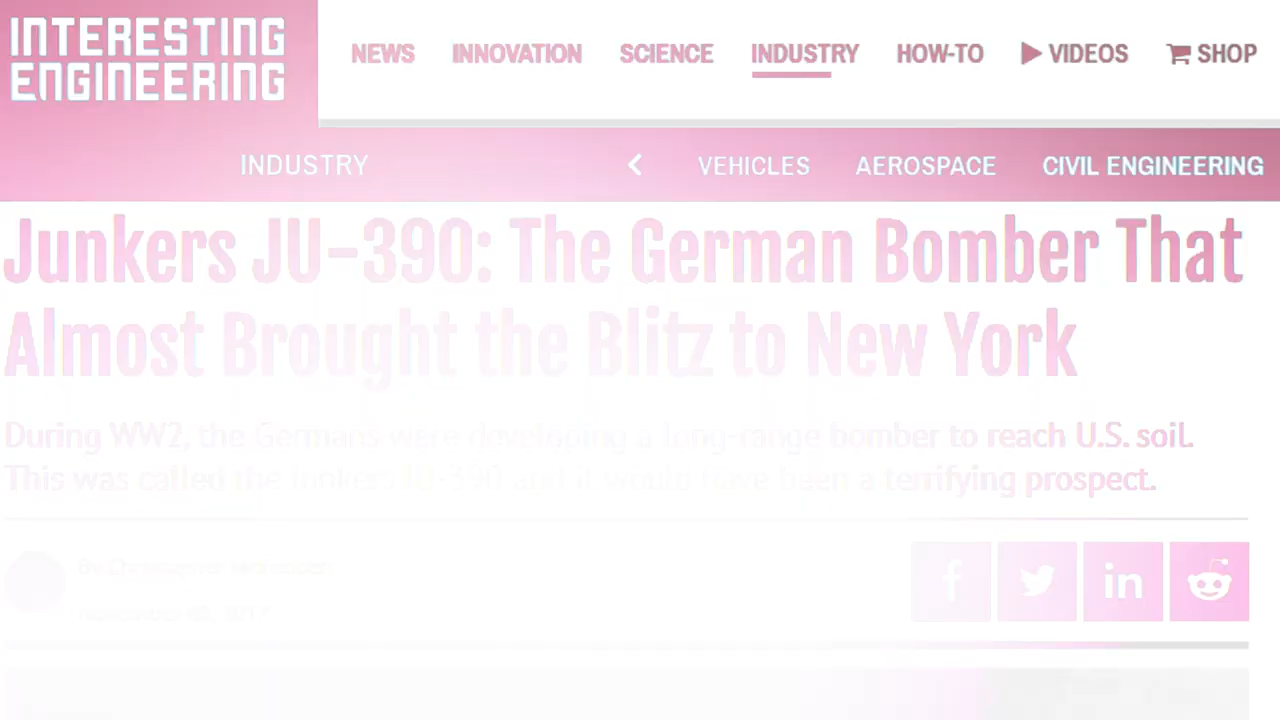 INTERESTING
ENGINEERING
NEWS INNOVATION SCIENCE INDUSTRY HOW-TO VIDEOS SHOP
INDUSTRY VEHICLES AEROSPACE CIVIL ENGINEERING
Junkers JU-390: The German Bomber That
Almost Brought the Blitz to New York
During WW2, the Germans were developing a long-range bomber to reach U.S. soil.
This was called the Junkers JU-390 and it would have been a terrifying prospect.
By Christopher